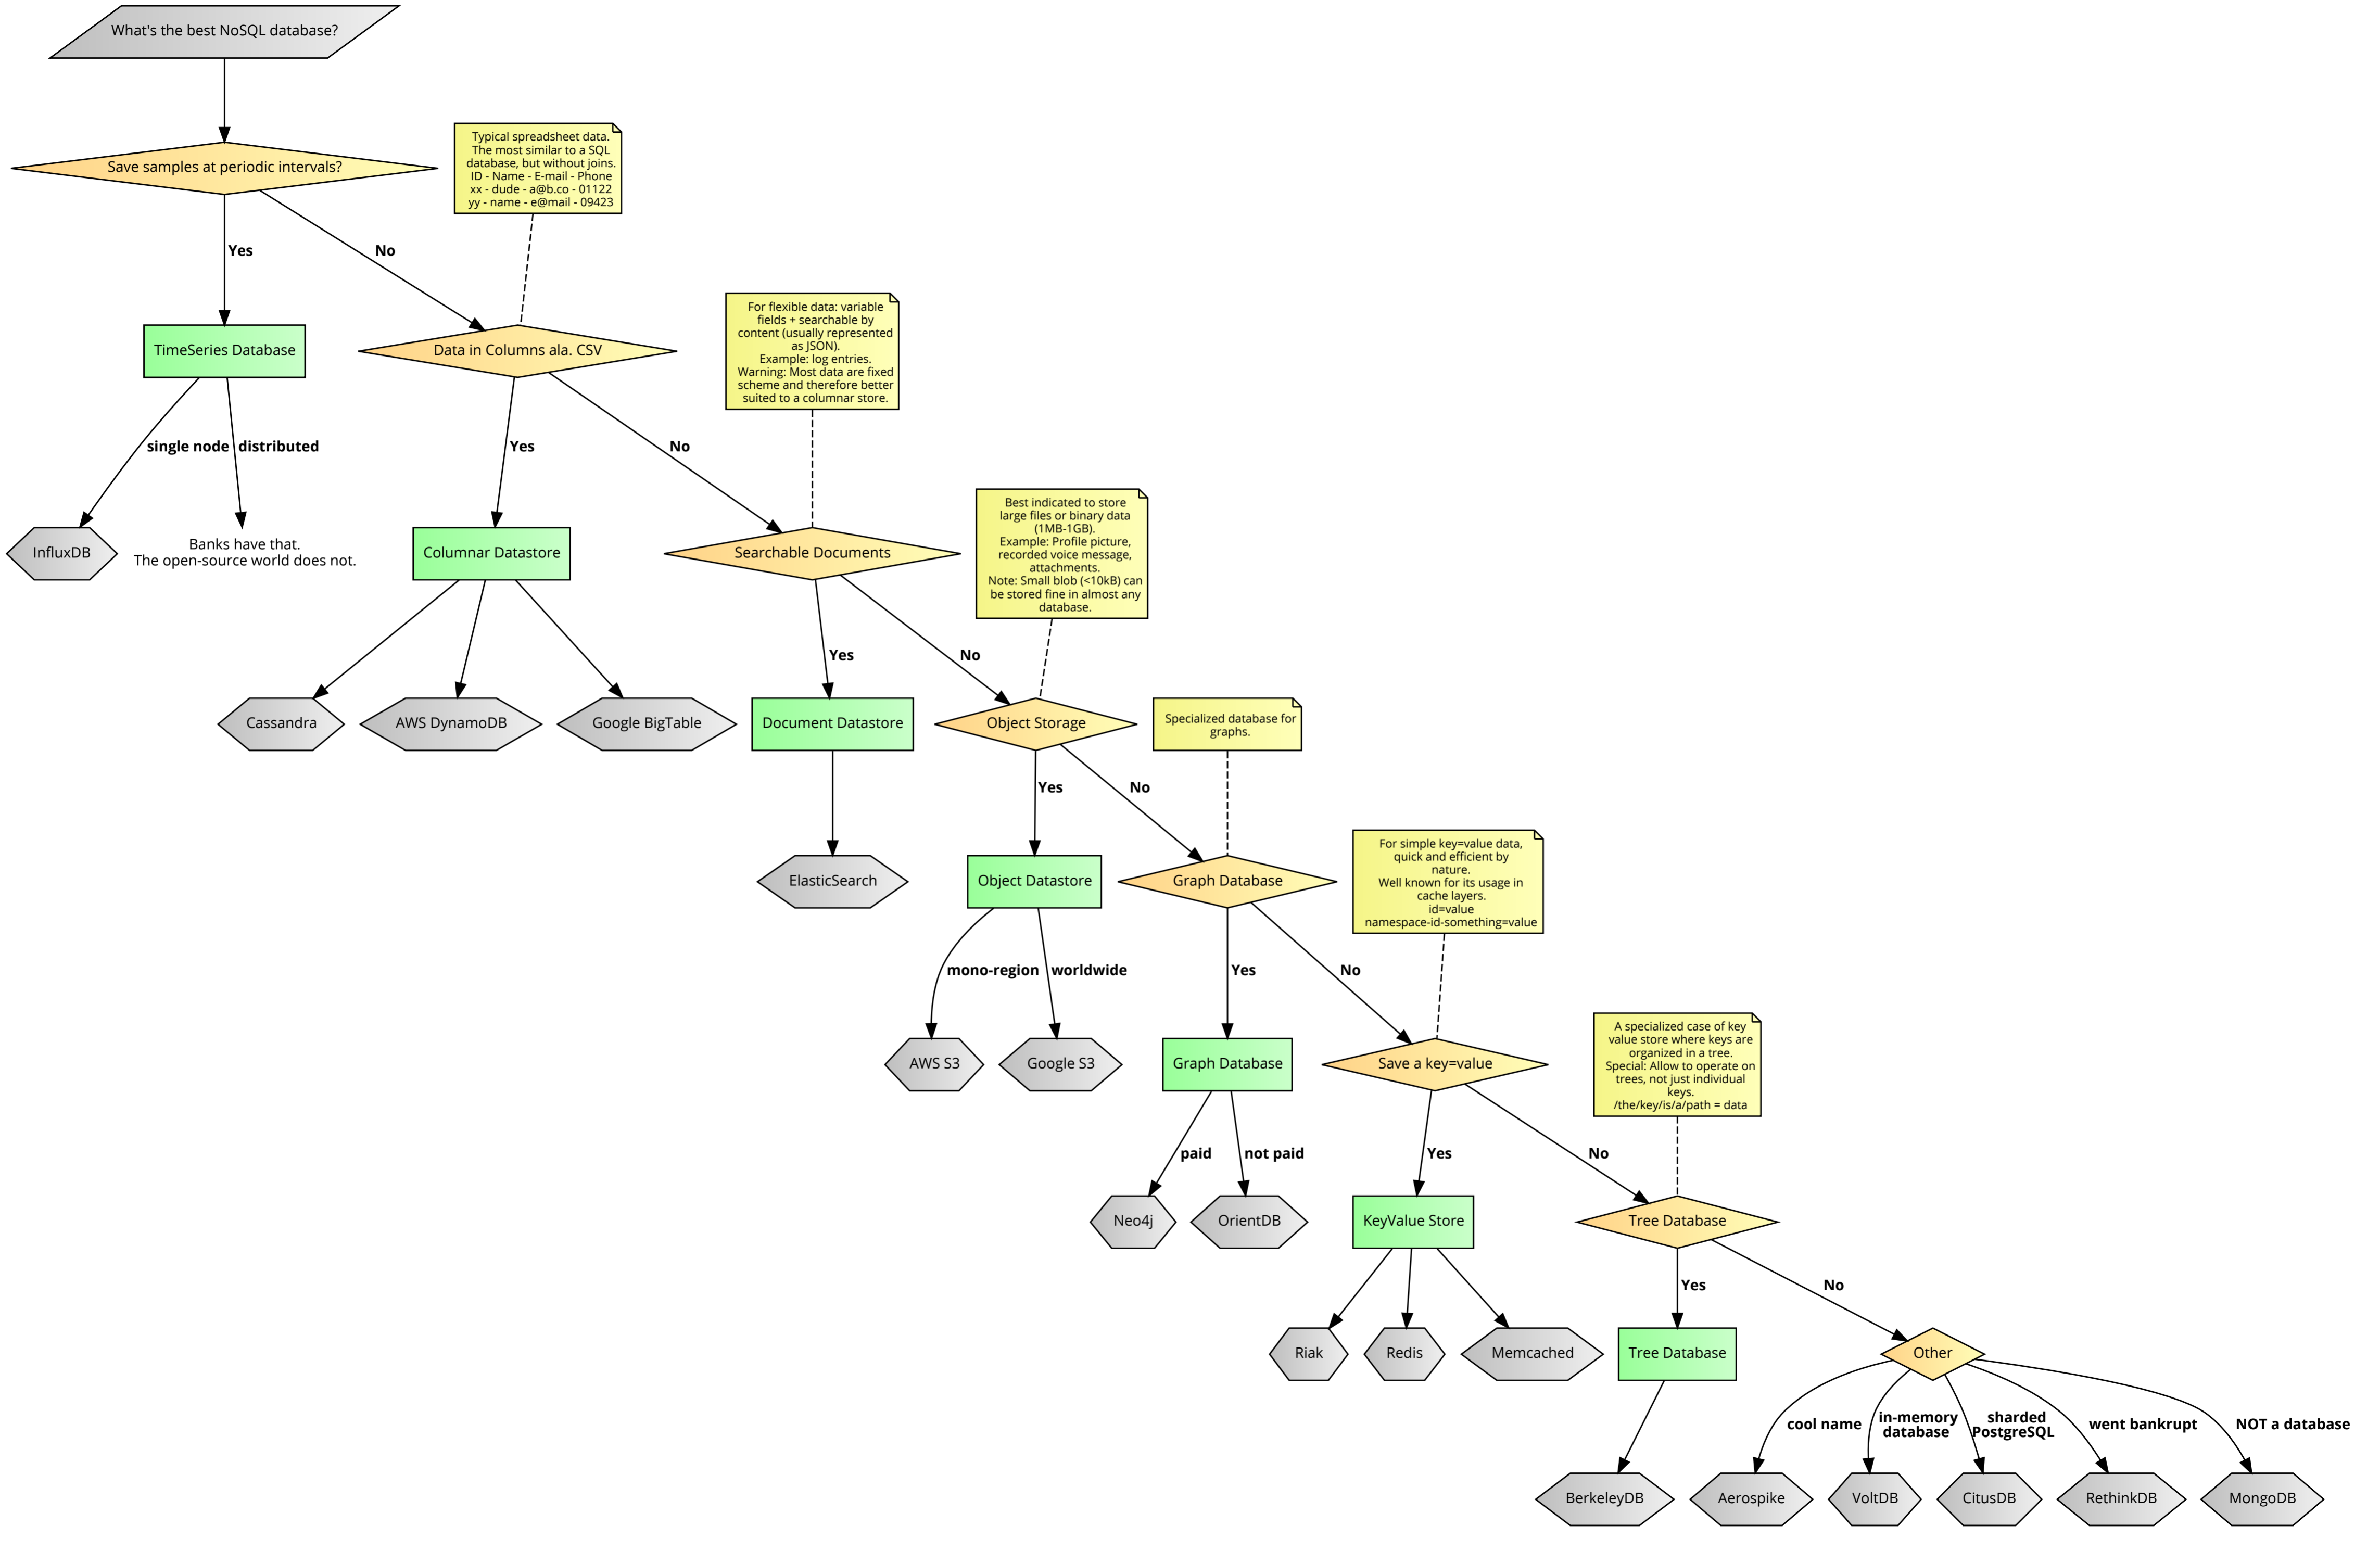 What's the best NoSQL database?
Save samples at periodic intervals?
Typical spreadsheet data.
The most similar to a SQL
database, but without joins.
ID - Name - E-mail - Phone
xx - dude - a@b.co - 01122
yy - name - e@mail - 09423
Yes
No
TimeSeries Database
Data in Columns ala. CSV
For flexible data: variable
fields + searchable by
content (usually represented
as JSON).
Example: log entries.
Warning: Most data are fixed
scheme and therefore better
suited to a columnar store.
single node
distributed
Yes
No
InfluxDB
Banks have that.
The open-source world does not.
Columnar Datastore
Searchable Documents
Best indicated to store
large files or binary data
(1MB-1GB).
Example: Profile picture,
recorded voice message,
attachments.
Note: Small blob (<10kB) can
be stored fine in almost any
database.
Yes
No
Cassandra
AWS DynamoDB
Google BigTable
Document Datastore
Object Storage
Specialized database for
graphs.
Yes
No
ElasticSearch
Object Datastore
Graph Database
For simple key=value data,
quick and efficient by
nature.
Well known for its usage in
cache layers.
id=value
namespace-id-something=value
mono-region
worldwide
Yes
No
AWS S3
Google S3
Graph Database
Save a key=value
A specialized case of key
value store where keys are
organized in a tree.
Special: Allow to operate on
trees, not just individual
keys.
/the/key/is/a/path = data
paid
not paid
Yes
No
Neo4j
OrientDB
KeyValue Store
Tree Database
Yes
No
Riak
Redis
Memcached
Tree Database
Other
cool name
in-memory
database
sharded
PostgreSQL
went bankrupt
NOT a database
BerkeleyDB
Aerospike
VoltDB
CitusDB
RethinkDB
MongoDB